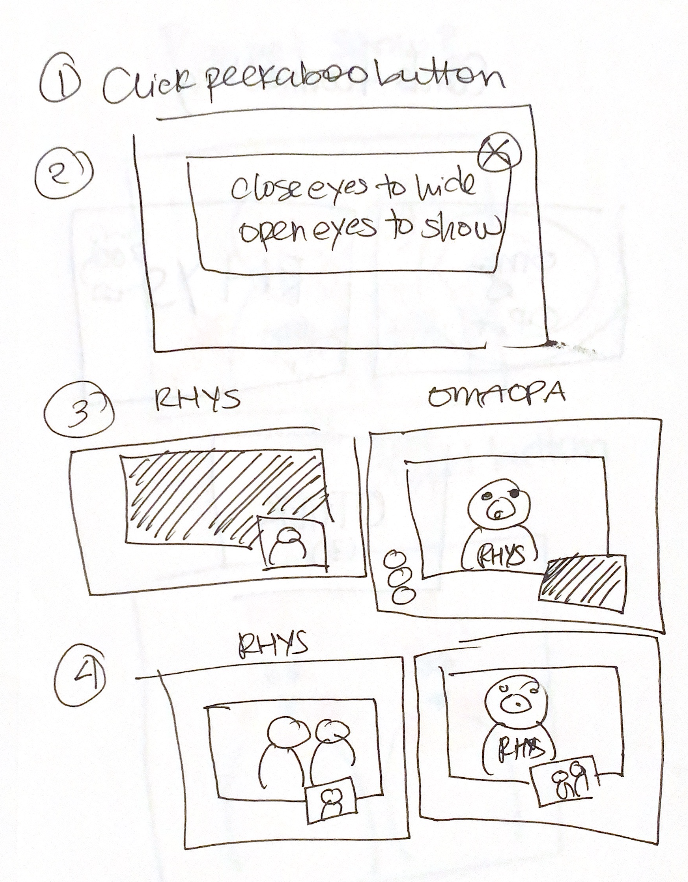 1 Click peekaboo button
2
X
close eyes to hide
open eyes to show
3 RHYS OMAOPA
RHYS
4 RHYS
RHYS